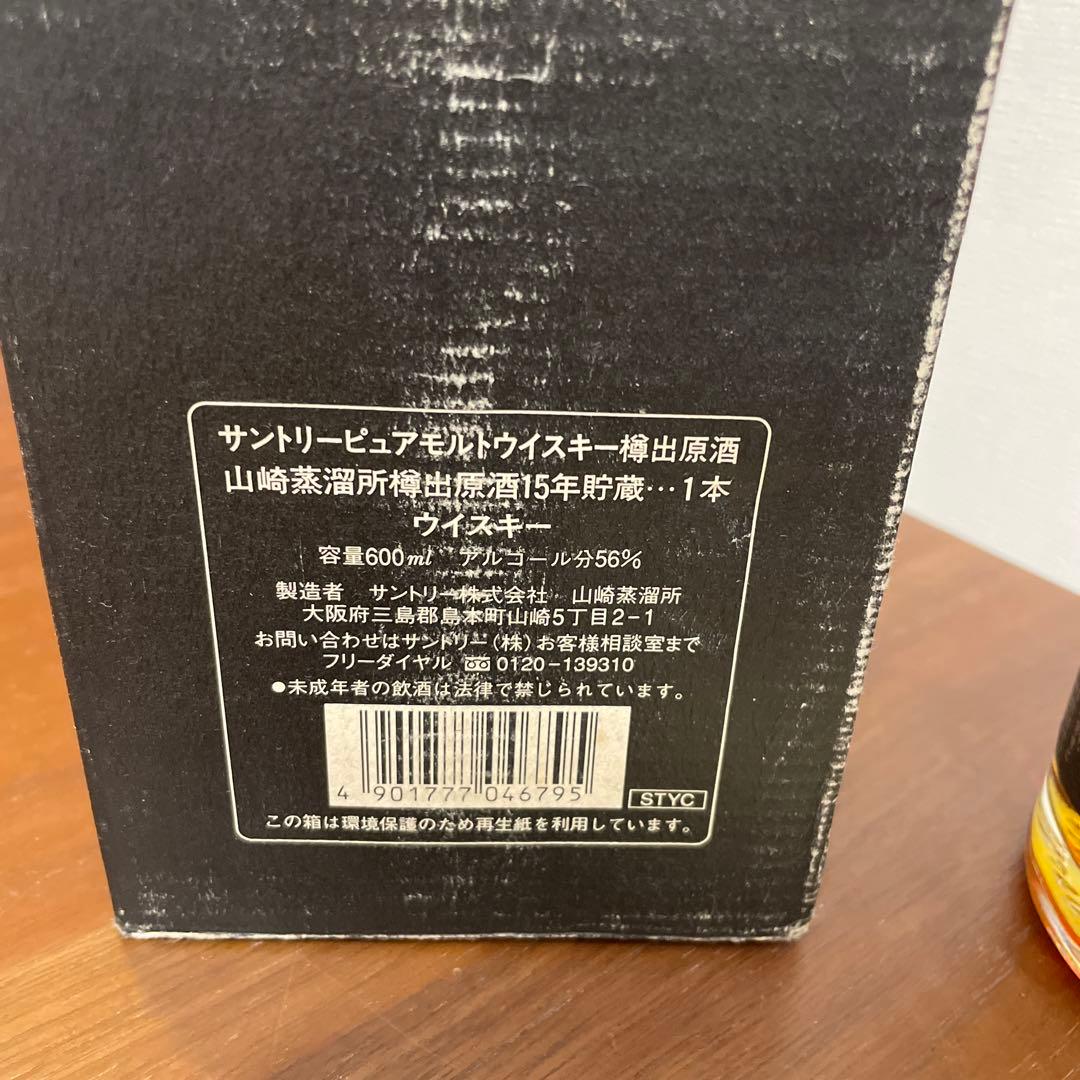 サントリーピュアモルトウイスキー樽出原酒
山崎蒸溜所樽出原酒15年貯蔵…1本
ウイスキー
容量600ml アルコール分56%
製造者 サントリー株式会社 山崎蒸溜所
大阪府三島郡島本町山崎5丁目2-1
お問い合わせはサントリー(株)お客様相談室まで
フリーダイヤル 0120-139310
●未成年者の飲酒は法律で禁じられています。
4 901777 046795
STYC
この箱は環境保護のため再生紙を利用しています。